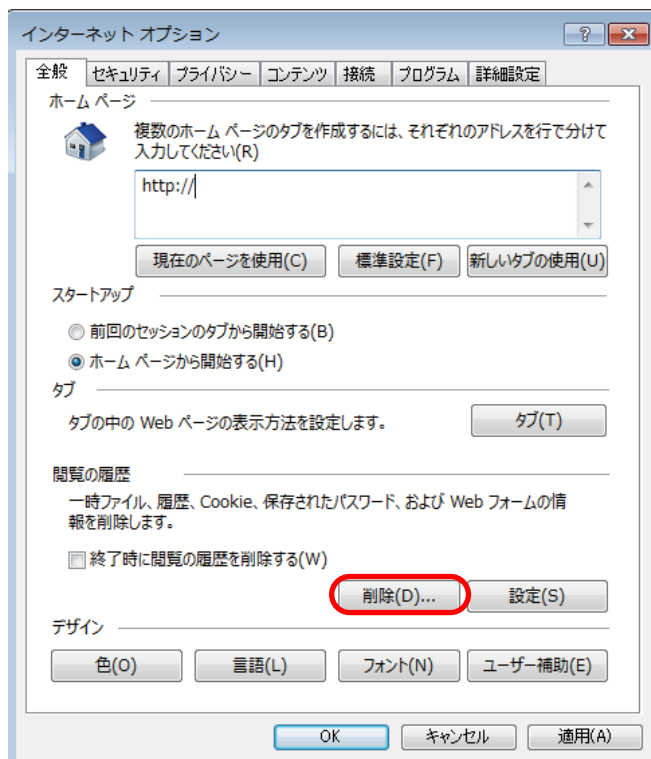 インターネット オプション
全般 セキュリティ プライバシー コンテンツ 接続 プログラム 詳細設定
ホーム ページ
複数のホーム ページのタブを作成するには、それぞれのアドレスを行で分けて
入力してください(R)
http://
現在のページを使用(C) 標準設定(F) 新しいタブの使用(U)
スタートアップ
前回のセッションのタブから開始する(B)
ホーム ページから開始する(H)
タブ
タブの中の Web ページの表示方法を設定します。 タブ(T)
閲覧の履歴
一時ファイル、履歴、Cookie、保存されたパスワード、および Web フォームの情
報を削除します。
終了時に閲覧の履歴を削除する(W)
削除(D)... 設定(S)
デザイン
色(O) 言語(L) フォント(N) ユーザー補助(E)
OK キャンセル 適用(A)